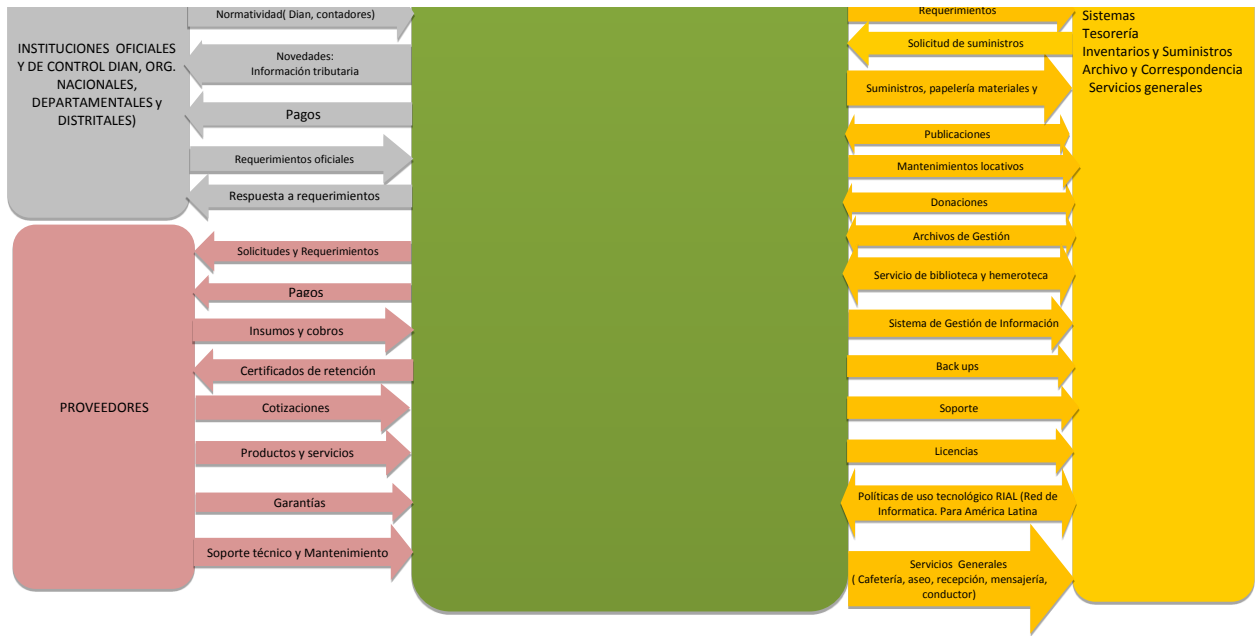 Normatividad( Dian, contadores)
INSTITUCIONES OFICIALES
Y DE CONTROL DIAN, ORG.
NACIONALES,
DEPARTAMENTALES y
DISTRITALES)
Novedades:
Información tributaria
Pagos
Requerimientos oficiales
Respuesta a requerimientos
PROVEEDORES
Solicitudes y Requerimientos
Pagos
Insumos y cobros
Certificados de retención
Cotizaciones
Productos y servicios
Garantías
Soporte técnico y Mantenimiento
Requerimientos
Solicitud de suministros
Suministros, papelería materiales y
Publicaciones
Mantenimientos locativos
Donaciones
Archivos de Gestión
Servicio de biblioteca y hemeroteca
Sistema de Gestión de Información
Back ups
Soporte
Licencias
Políticas de uso tecnológico RIAL (Red de
Informatica. Para América Latina
Servicios Generales
( Cafetería, aseo, recepción, mensajería,
conductor)
Sistemas
Tesorería
Inventarios y Suministros
Archivo y Correspondencia
Servicios generales